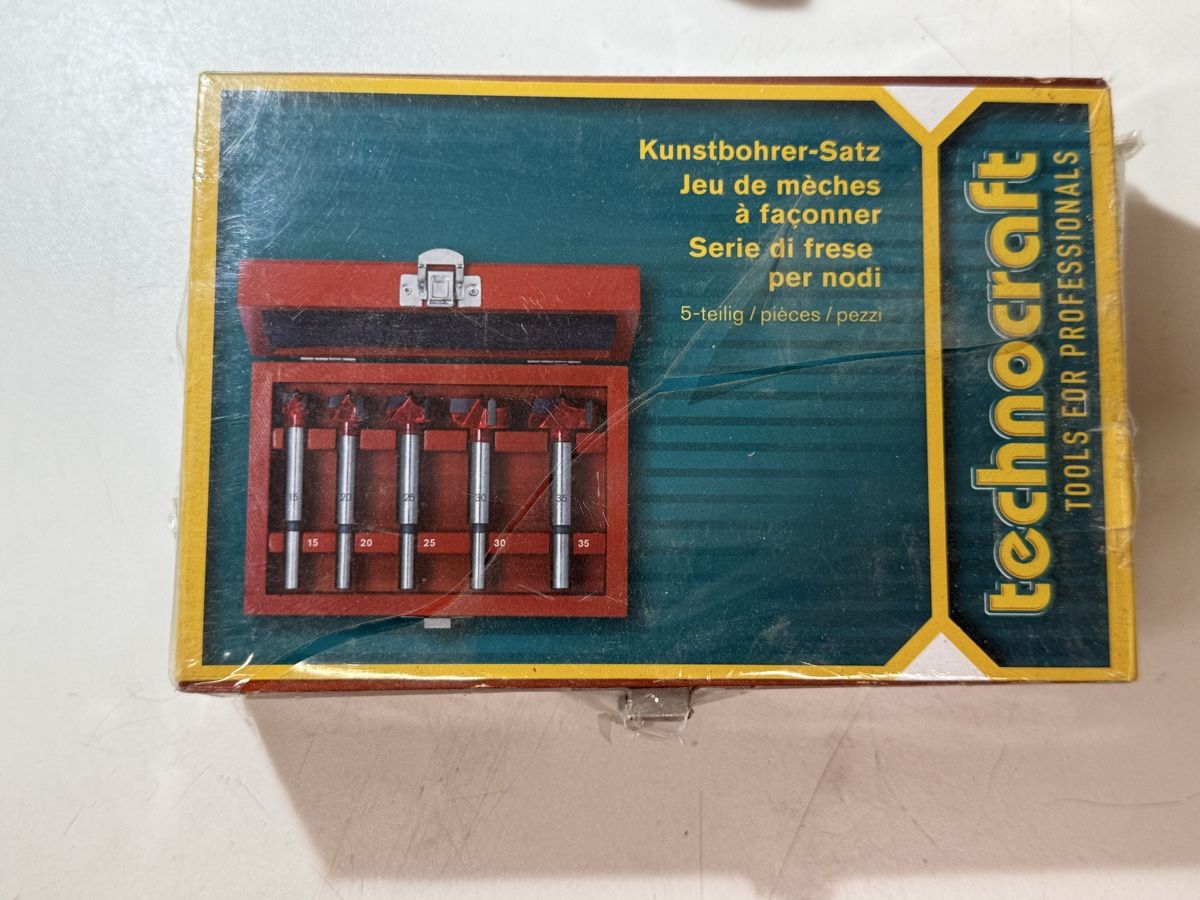 Kunstbohrer-Satz
Jeu de mèches
à façonner
Serie di frese
per nodi
5-teilig / pièces / pezzi
15 20 25 30 35
15 20 25 30 35
technocraft
TOOLS FOR PROFESSIONALS